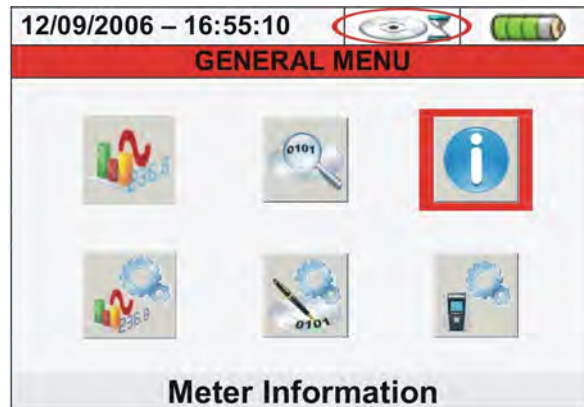 12/09/2006 – 16:55:10
GENERAL MENU
236.8
0101
236.8
0101
Meter Information